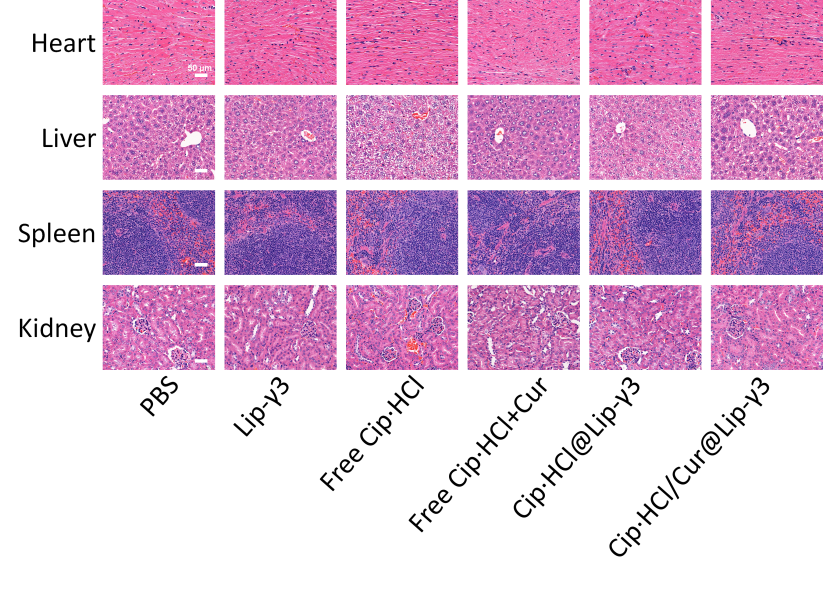 Heart
50 μm
Liver
Spleen
Kidney
PBS
Lip-γ3
Free Cip·HCl
Free Cip·HCl+Cur
Cip·HCl@Lip-γ3
Cip·HCl/Cur@Lip-γ3